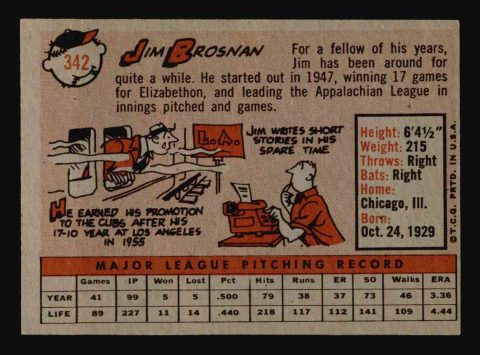 342
JIM BROSNAN
For a fellow of his years,
Jim has been around for
quite a while. He started out in 1947, winning 17 games
for Elizabethon, and leading the Appalachian League in
innings pitched and games.
JIM WRITES SHORT
STORIES IN HIS
SPARE TIME.
HE EARNED HIS PROMOTION
TO THE CUBS AFTER HIS
17-10 YEAR AT LOS ANGELES
IN 1955
Height: 6'4½"
Weight: 215
Throws: Right
Bats: Right
Home:
Chicago, Ill.
Born:
Oct. 24, 1929
© T.C.G. PRTD. IN U.S.A.
MAJOR LEAGUE PITCHING RECORD
Games IP Won Lost Pct Hits Runs ER SO Walks ERA
YEAR 41 99 5 5 .500 79 38 37 73 46 3.36
LIFE 89 227 11 14 .440 218 117 112 141 109 4.44